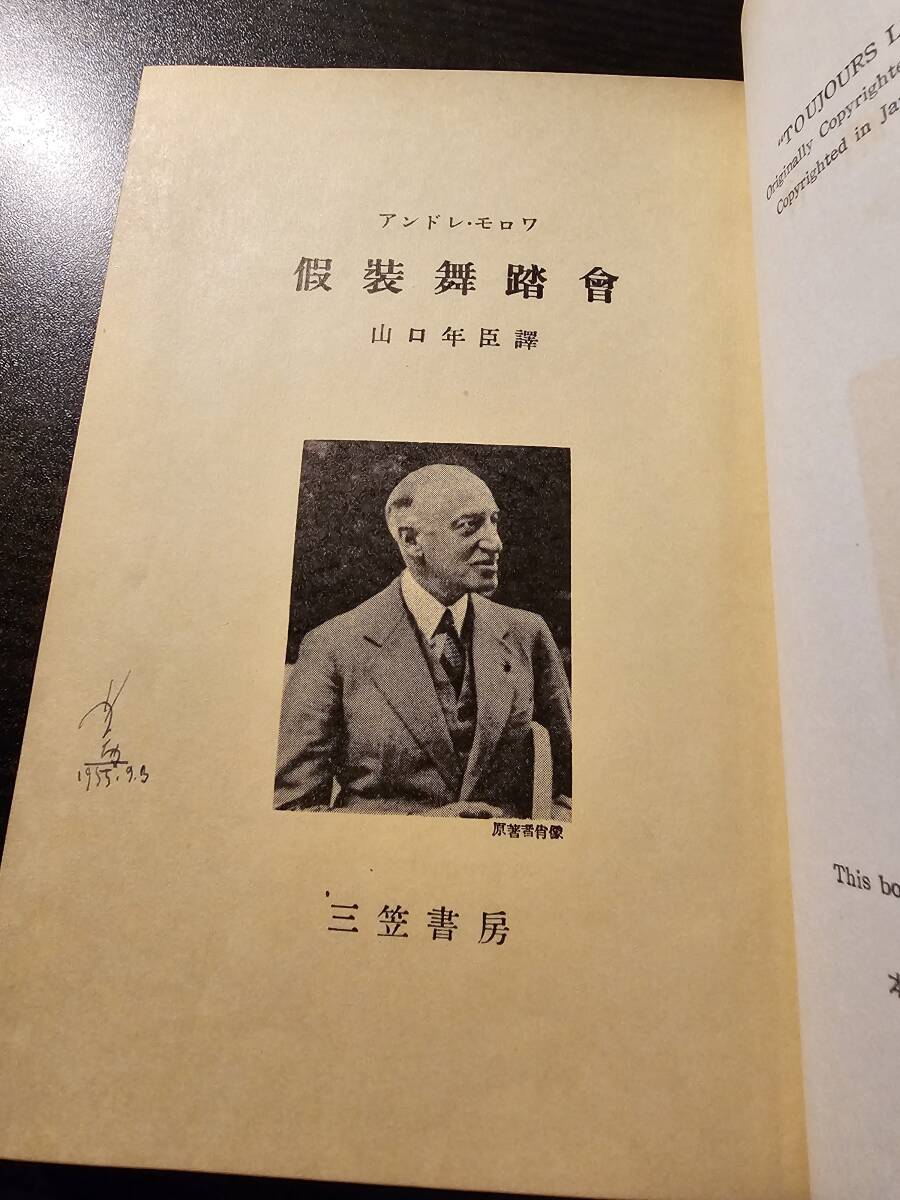 アンドレ・モロワ
假裝舞踏會
山口年臣譯
1955.9.3
原著者肖像
三笠書房
"TOUJOURS L
Originally Copyrighte
Copyrighted in Ja
This bo